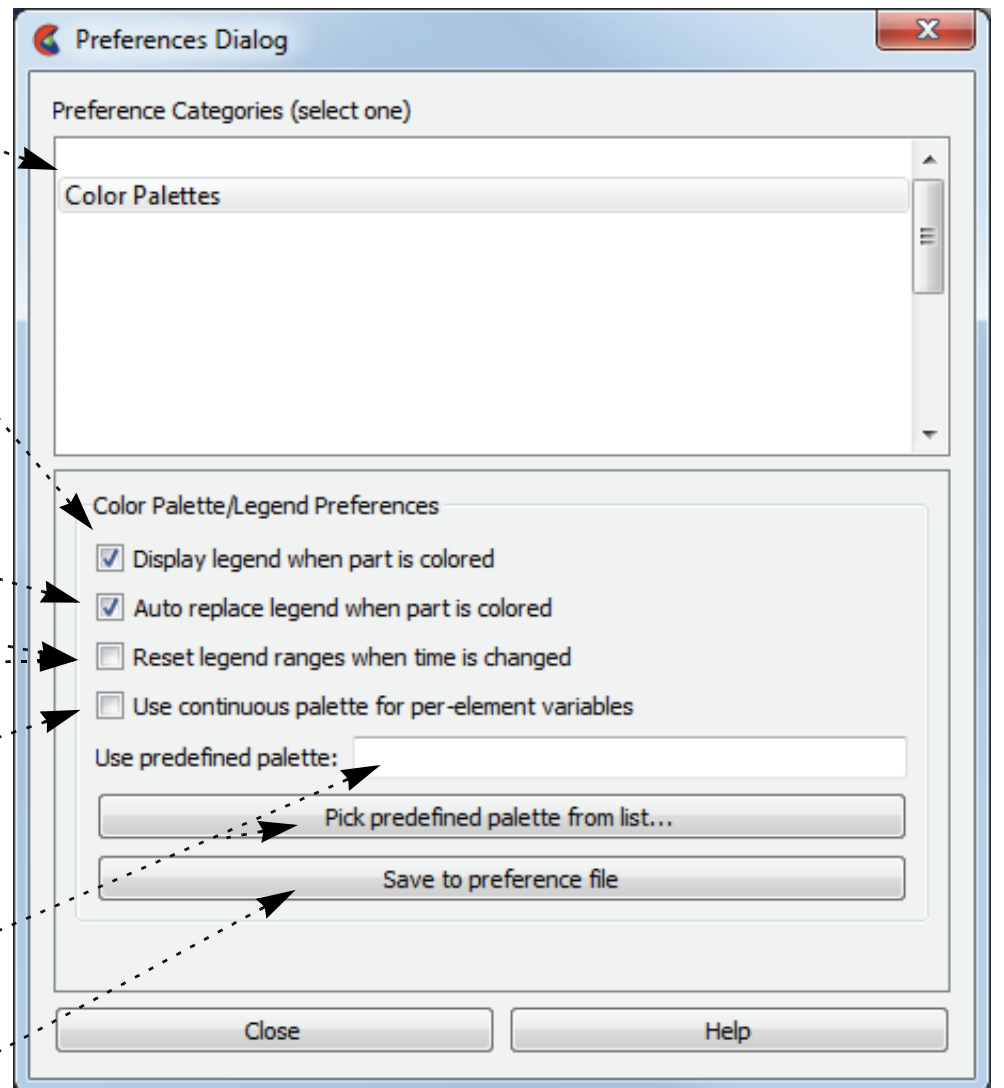 Preferences Dialog
Preference Categories (select one)
Color Palettes
Color Palette/Legend Preferences
Display legend when part is colored
Auto replace legend when part is colored
Reset legend ranges when time is changed
Use continuous palette for per-element variables
Use predefined palette:
Pick predefined palette from list...
Save to preference file
Close
Help